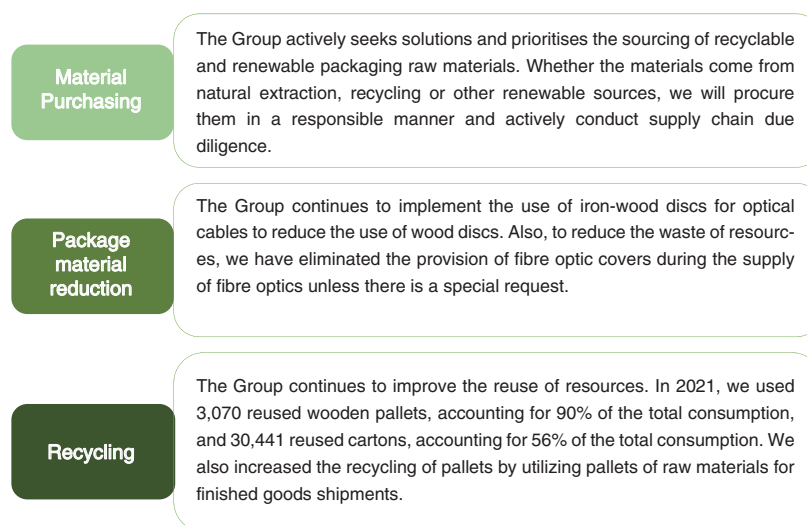 Material
Purchasing
The Group actively seeks solutions and prioritises the sourcing of recyclable
and renewable packaging raw materials. Whether the materials come from
natural extraction, recycling or other renewable sources, we will procure
them in a responsible manner and actively conduct supply chain due
diligence.
Package
material
reduction
The Group continues to implement the use of iron-wood discs for optical
cables to reduce the use of wood discs. Also, to reduce the waste of resourc-
es, we have eliminated the provision of fibre optic covers during the supply
of fibre optics unless there is a special request.
Recycling
The Group continues to improve the reuse of resources. In 2021, we used
3,070 reused wooden pallets, accounting for 90% of the total consumption,
and 30,441 reused cartons, accounting for 56% of the total consumption. We
also increased the recycling of pallets by utilizing pallets of raw materials for
finished goods shipments.